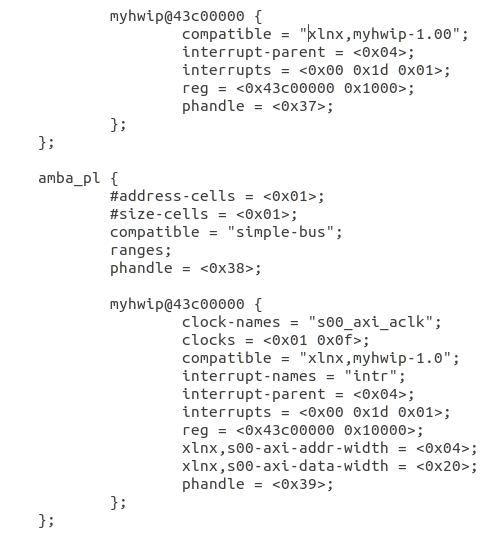 myhwip@43c00000 {
compatible = "xlnx,myhwip-1.00";
interrupt-parent = <0x04>;
interrupts = <0x00 0x1d 0x01>;
reg = <0x43c00000 0x1000>;
phandle = <0x37>;
};
};
amba_pl {
#address-cells = <0x01>;
#size-cells = <0x01>;
compatible = "simple-bus";
ranges;
phandle = <0x38>;
myhwip@43c00000 {
clock-names = "s00_axi_aclk";
clocks = <0x01 0x0f>;
compatible = "xlnx,myhwip-1.0";
interrupt-names = "intr";
interrupt-parent = <0x04>;
interrupts = <0x00 0x1d 0x01>;
reg = <0x43c00000 0x10000>;
xlnx,s00-axi-addr-width = <0x04>;
xlnx,s00-axi-data-width = <0x20>;
phandle = <0x39>;
};
};